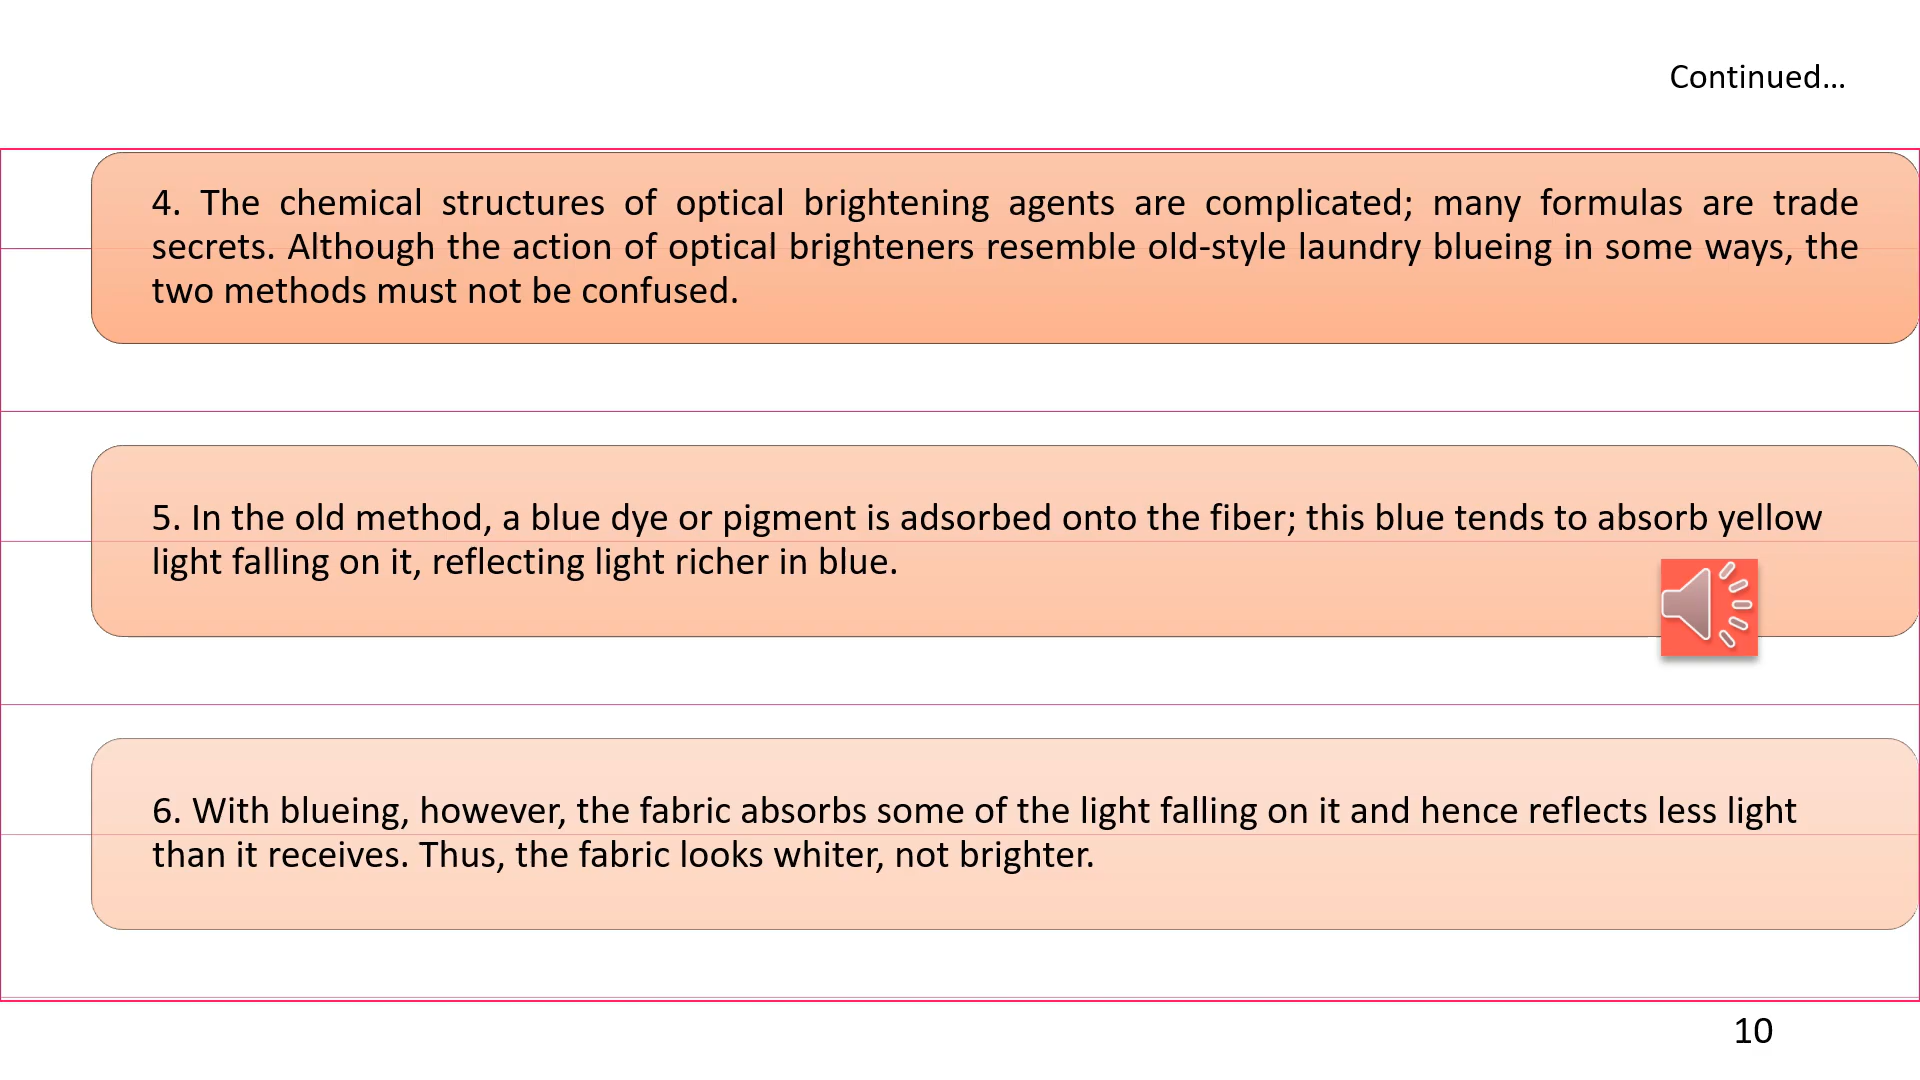 Continued…
4. The chemical structures of optical brightening agents are complicated; many formulas are trade
secrets. Although the action of optical brighteners resemble old-style laundry blueing in some ways, the
two methods must not be confused.
5. In the old method, a blue dye or pigment is adsorbed onto the fiber; this blue tends to absorb yellow
light falling on it, reflecting light richer in blue.
6. With blueing, however, the fabric absorbs some of the light falling on it and hence reflects less light
than it receives. Thus, the fabric looks whiter, not brighter.
10